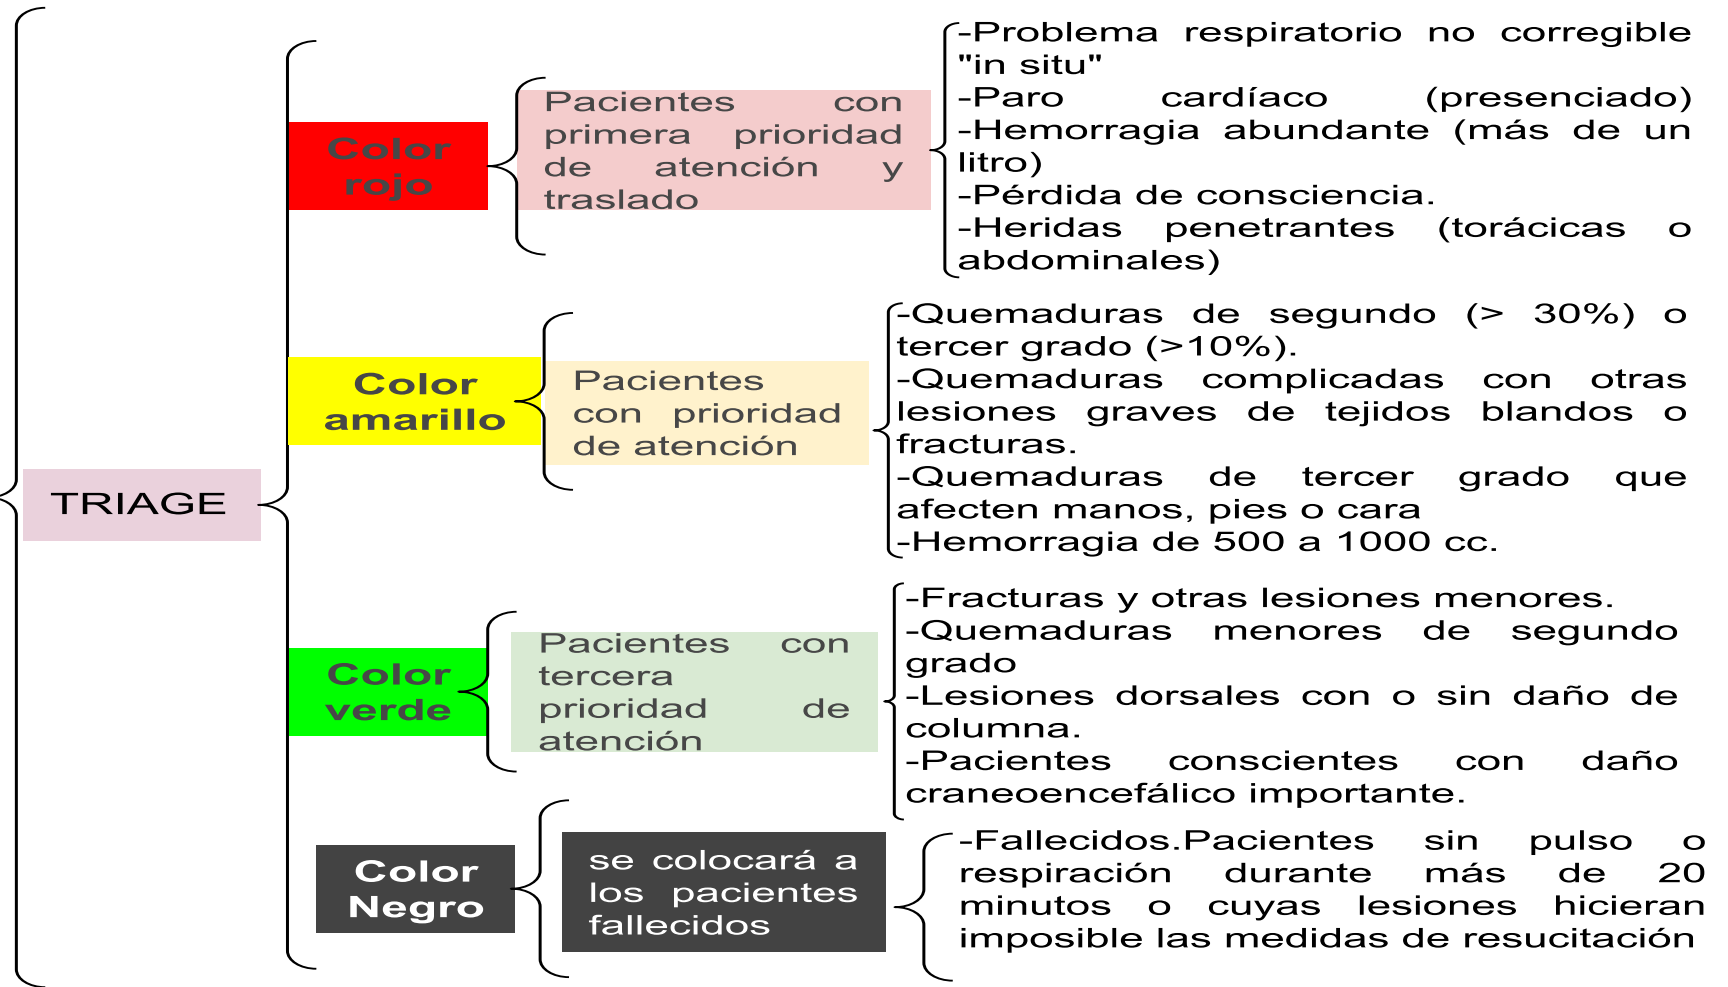 TRIAGE
Color
rojo
Pacientes con
primera prioridad
de atención y
traslado
-Problema respiratorio no corregible
"in situ"
-Paro cardíaco (presenciado)
-Hemorragia abundante (más de un
litro)
-Pérdida de consciencia.
-Heridas penetrantes (torácicas o
abdominales)
Color
amarillo
Pacientes
con prioridad
de atención
-Quemaduras de segundo (> 30%) o
tercer grado (>10%).
-Quemaduras complicadas con otras
lesiones graves de tejidos blandos o
fracturas.
-Quemaduras de tercer grado que
afecten manos, pies o cara
-Hemorragia de 500 a 1000 cc.
Color
verde
Pacientes con
tercera
prioridad de
atención
-Fracturas y otras lesiones menores.
-Quemaduras menores de segundo
grado
-Lesiones dorsales con o sin daño de
columna.
-Pacientes conscientes con daño
craneoencefálico importante.
Color
Negro
se colocará a
los pacientes
fallecidos
-Fallecidos.Pacientes sin pulso o
respiración durante más de 20
minutos o cuyas lesiones hicieran
imposible las medidas de resucitación